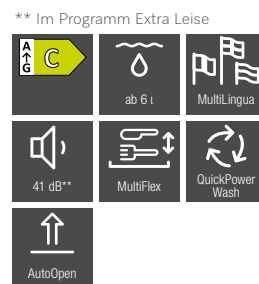 ** Im Programm Extra Leise
A
G
C
ab 6 l
MultiLingua
41 dB**
MultiFlex
QuickPower
Wash
AutoOpen